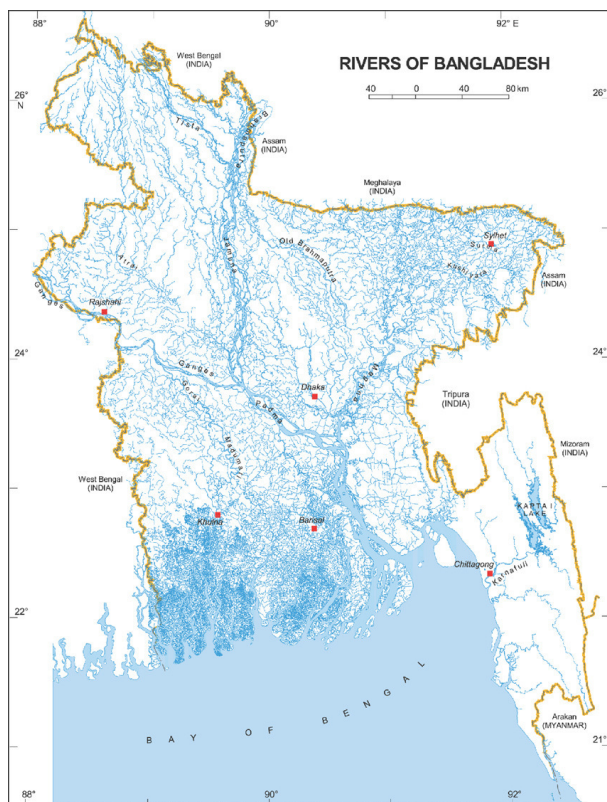 88°
90°
92° E
West Bengal
(INDIA)
RIVERS OF BANGLADESH
40 0 40 80 km
26°
N
26°
Tista
Brahmaputra
Assam
(INDIA)
Meghalaya
(INDIA)
Sylhet
Surma
Kushiyara
Old Brahmaputra
Jamuna
Atrai
Assam
(INDIA)
Ganges
Rajshahi
24°
24°
Ganges
Gorai
Padma
Meghna
Dhaka
Tripura
(INDIA)
Madumati
Mizoram
(INDIA)
West Bengal
(INDIA)
KAPTAI
LAKE
Khulna
Barisal
Chittagong
Karnafuli
22°
22°
BAY OF BENGAL
Arakan
(MYANMAR)
21°
88°
90°
92°